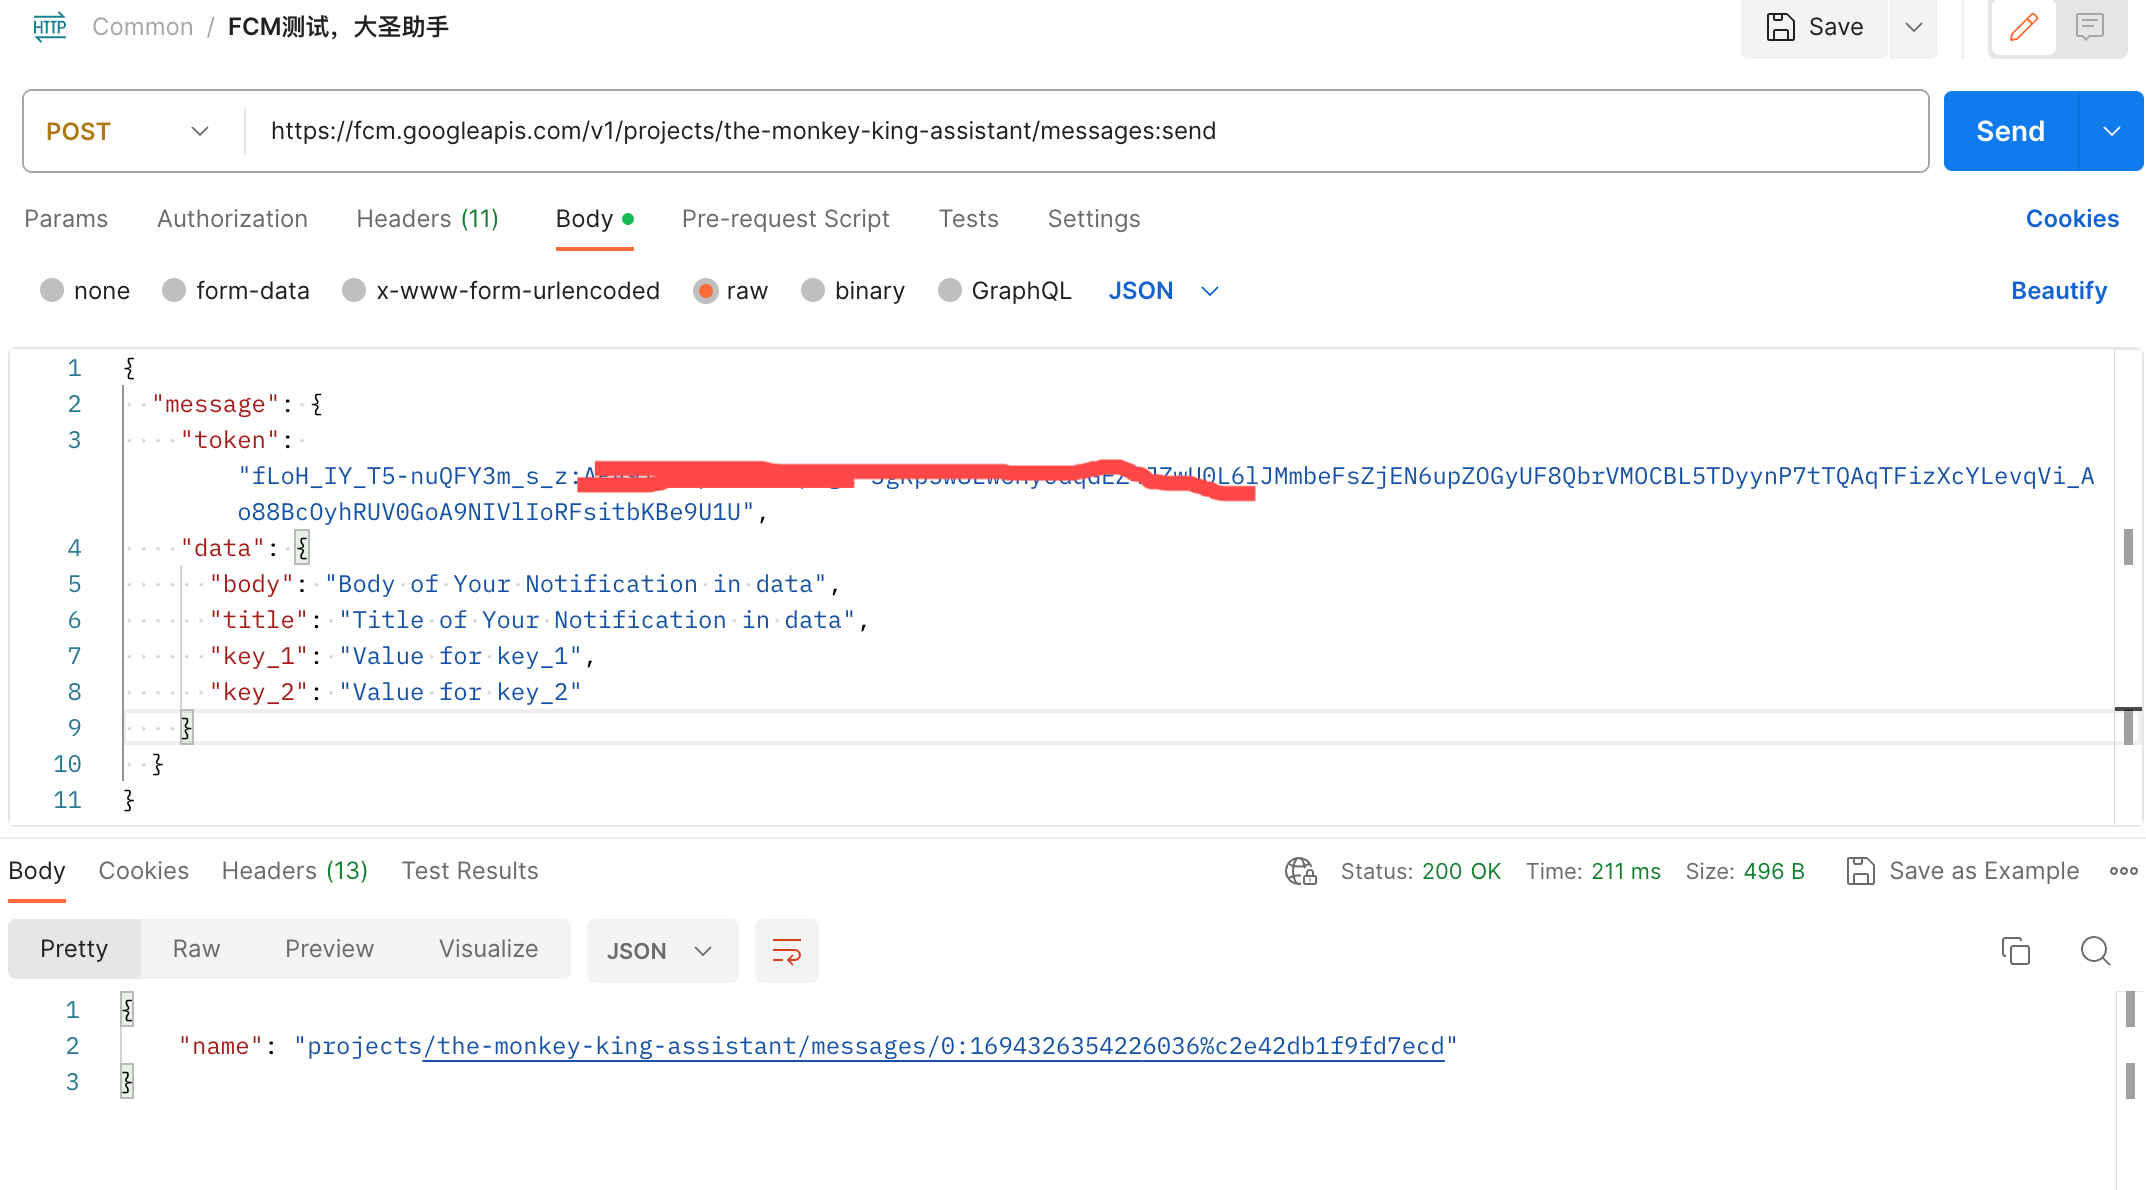 HTTP Common / FCM测试，大圣助手 Save
POST https://fcm.googleapis.com/v1/projects/the-monkey-king-assistant/messages:send Send
Params Authorization Headers (11) Body Pre-request Script Tests Settings Cookies
none form-data x-www-form-urlencoded raw binary GraphQL JSON Beautify
1 {
2 "message": {
3 "token":
"fLoH_IY_T5-nuQFY3m_s_z: lJMmbeFsZjEN6upZOGyUF8QbrVMOCBL5TDyynP7tTQAqTFizXcYLevqVi_A
o88BcOyhRUV0GoA9NIVlIoRFsitbKBe9U1U",
4 "data": {
5 "body": "Body of Your Notification in data",
6 "title": "Title of Your Notification in data",
7 "key_1": "Value for key_1",
8 "key_2": "Value for key_2"
9 }
10 }
11 }
Body Cookies Headers (13) Test Results Status: 200 OK Time: 211 ms Size: 496 B Save as Example
Pretty Raw Preview Visualize JSON
1 {
2 "name": "projects/the-monkey-king-assistant/messages/0:1694326354226036%c2e42db1f9fd7ecd"
3 }